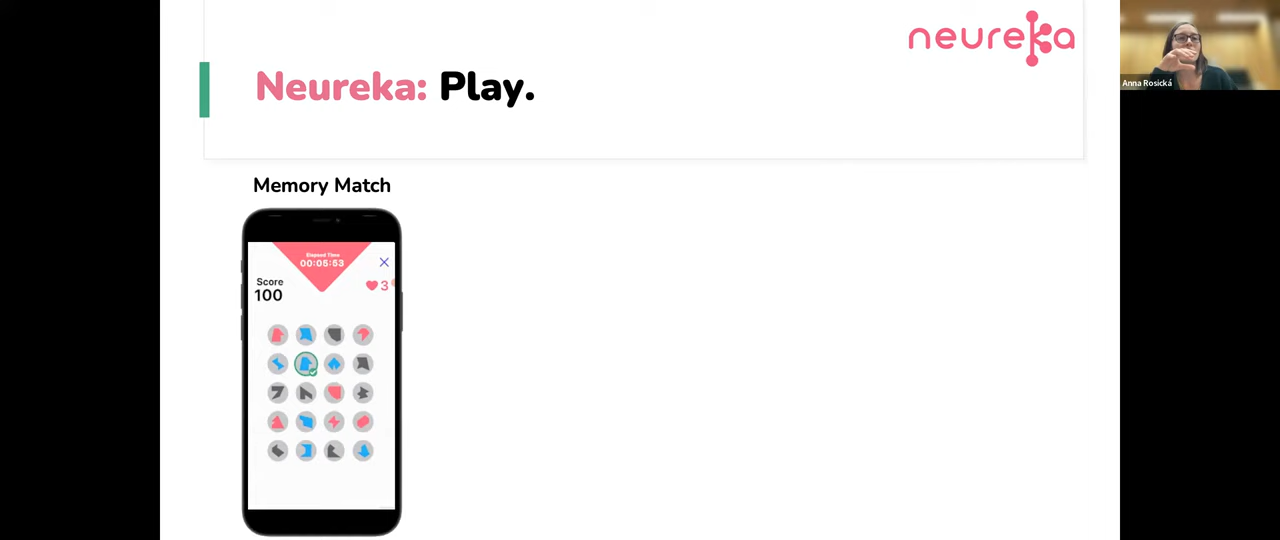 neureka
Anna Rosická
Neureka: Play.
Memory Match
Elapsed Time
00:05:53
Score
100
3